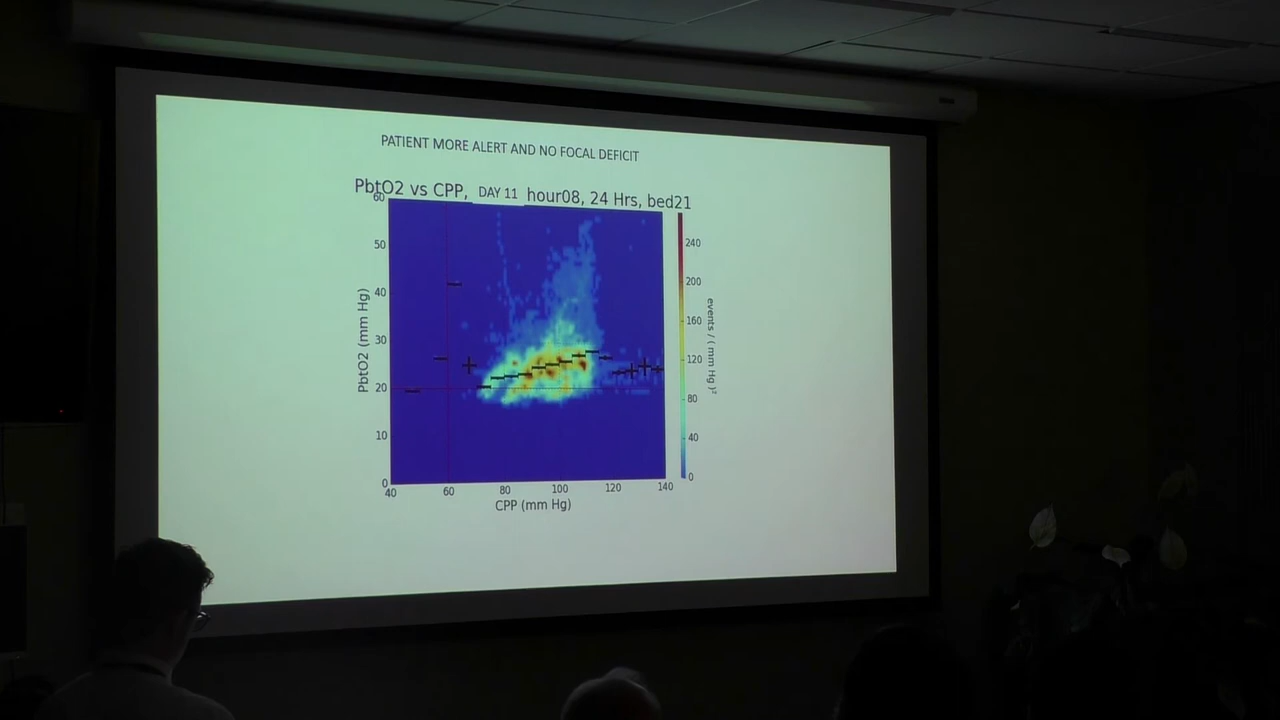 PATIENT MORE ALERT AND NO FOCAL DEFICIT
PbtO2 vs CPP, DAY 11 hour08, 24 Hrs, bed21
60
50
40
30
20
10
0
PbtO2 (mm Hg)
40 60 80 100 120 140
CPP (mm Hg)
240
200
160
120
80
40
0
events / ( mm Hg )²